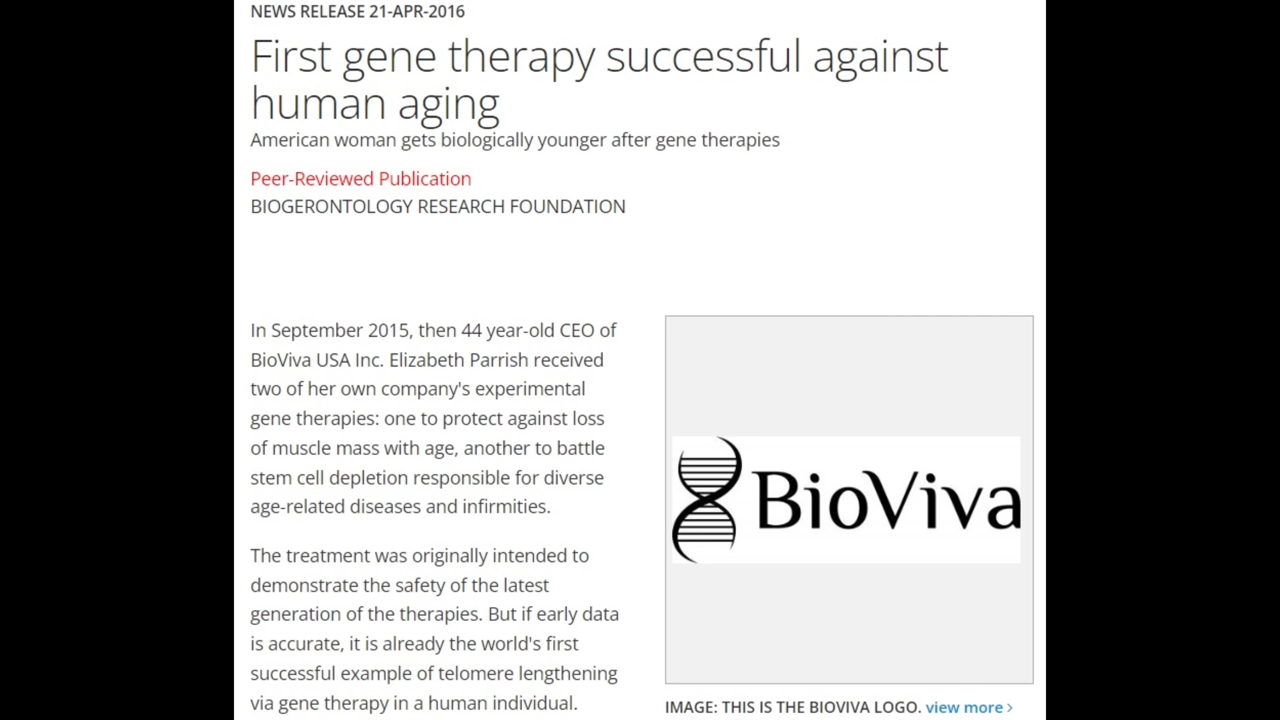 NEWS RELEASE 21-APR-2016
First gene therapy successful against
human aging
American woman gets biologically younger after gene therapies
Peer-Reviewed Publication
BIOGERONTOLOGY RESEARCH FOUNDATION
In September 2015, then 44 year-old CEO of
BioViva USA Inc. Elizabeth Parrish received
two of her own company's experimental
gene therapies: one to protect against loss
of muscle mass with age, another to battle
stem cell depletion responsible for diverse
age-related diseases and infirmities.
The treatment was originally intended to
demonstrate the safety of the latest
generation of the therapies. But if early data
is accurate, it is already the world's first
successful example of telomere lengthening
via gene therapy in a human individual.
BioViva
IMAGE: THIS IS THE BIOVIVA LOGO. view more >